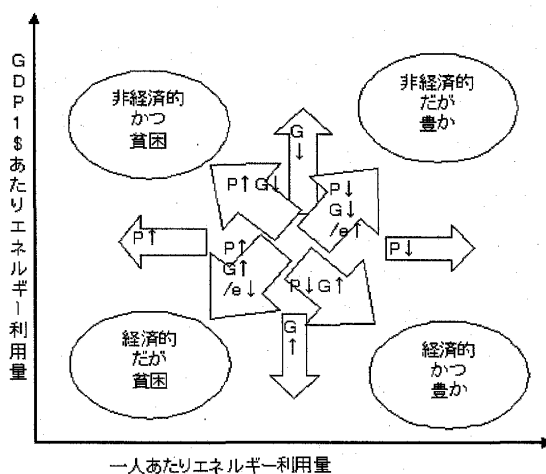 GDP1$あたりエネルギー利用量
非経済的
かつ
貧困
非経済的
だが
豊か
G
↓
P↑G↓
P↓
G↓
/e↑
P↑
P↓
P↑
G↑
/e↓
P↓G↑
G
↑
経済的
だが
貧困
経済的
かつ
豊か
一人あたりエネルギー利用量